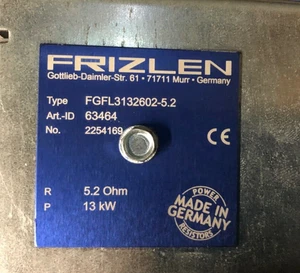 FRIZLEN
Gottlieb-Daimler-Str. 61 • 71711 Murr • Germany
Type FGFL3132602-5.2
Art.-ID 63464
No. 2254169
R 5.2 Ohm
P 13 kW
POWER
MADE IN
GERMANY
RESISTORS